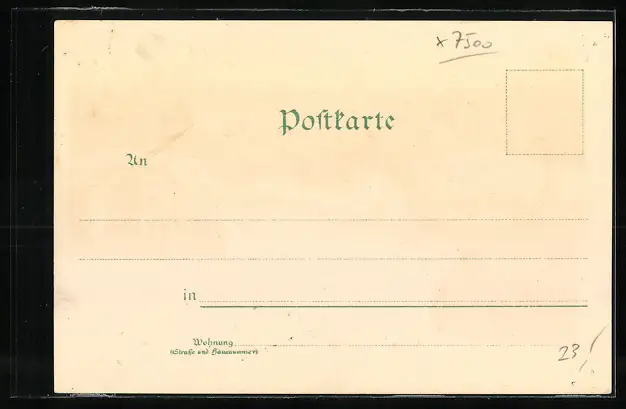 x 7500
Postkarte
An
in
Wohnung
(Straße und Hausnummer)
23